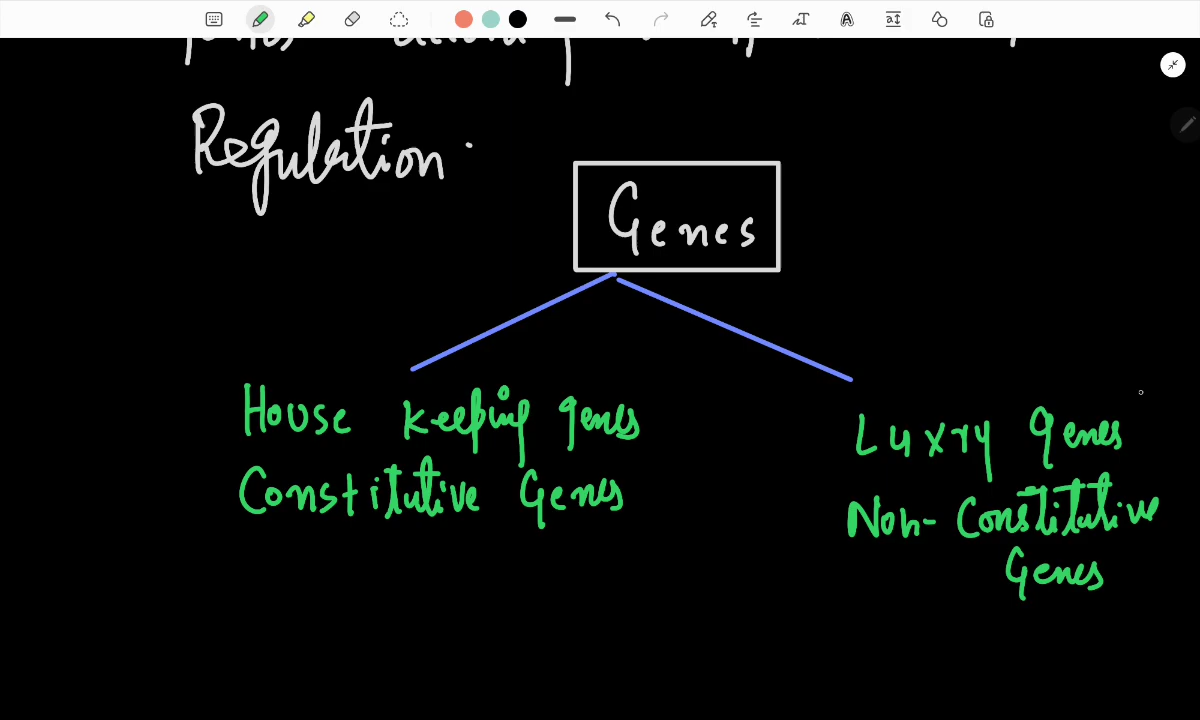 Regulation.
Genes
House keeping genes
Constitutive Genes
Luxry Genes
Non-Constitutive
Genes